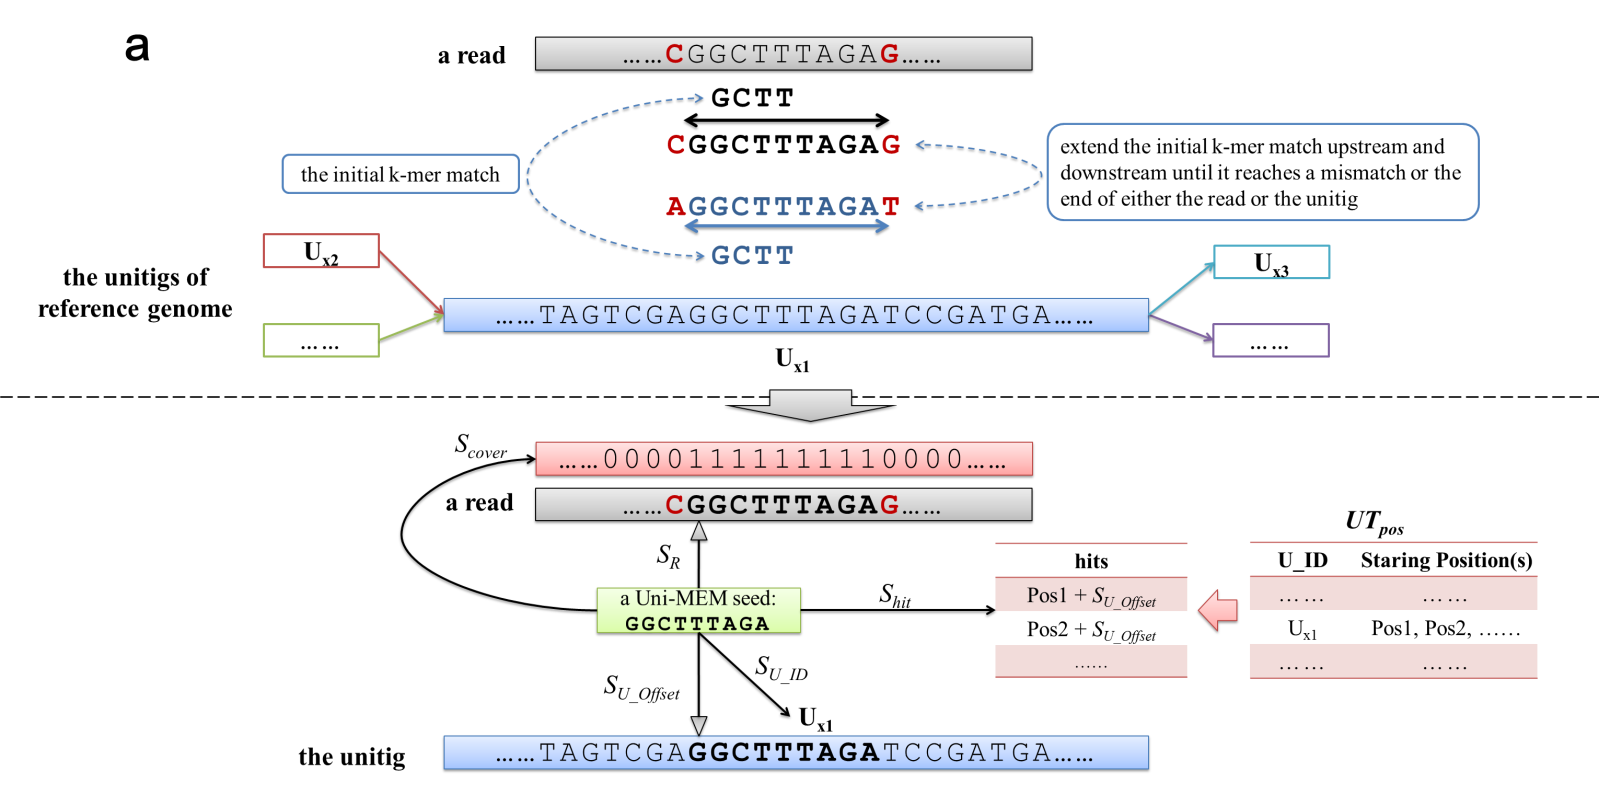 a
a read
……CGGCTTTAGAG……
GCTT
CGGCTTTAGAG
the initial k-mer match
extend the initial k-mer match upstream and
downstream until it reaches a mismatch or the
end of either the read or the unitig
AGGCTTTAGAT
GCTT
Ux2
Ux3
the unitigs of
reference genome
……TAGTCGAGGCTTTAGATCCGATGA……
……
……
Ux1
Scover
……00001111111110000……
a read
……CGGCTTTAGAG……
UTpos
SR
hits
U_ID Staring Position(s)
a Uni-MEM seed:
GGCTTTAGA
Shit
Pos1 + SU_Offset
…… ……
Pos2 + SU_Offset
Ux1 Pos1, Pos2, ……
……
…… ……
SU_Offset
SU_ID
Ux1
the unitig
……TAGTCGAGGCTTTAGATCCGATGA……